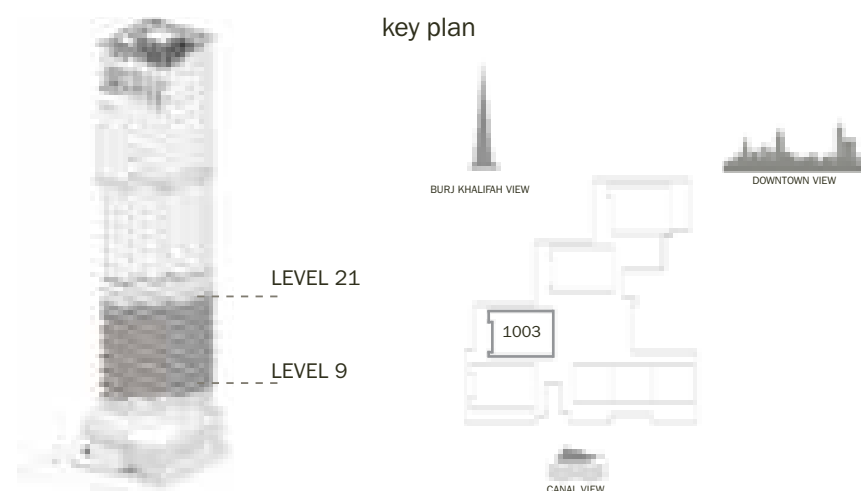 key plan
BURJ KHALIFAH VIEW
DOWNTOWN VIEW
LEVEL 21
1003
LEVEL 9
CANAL VIEW